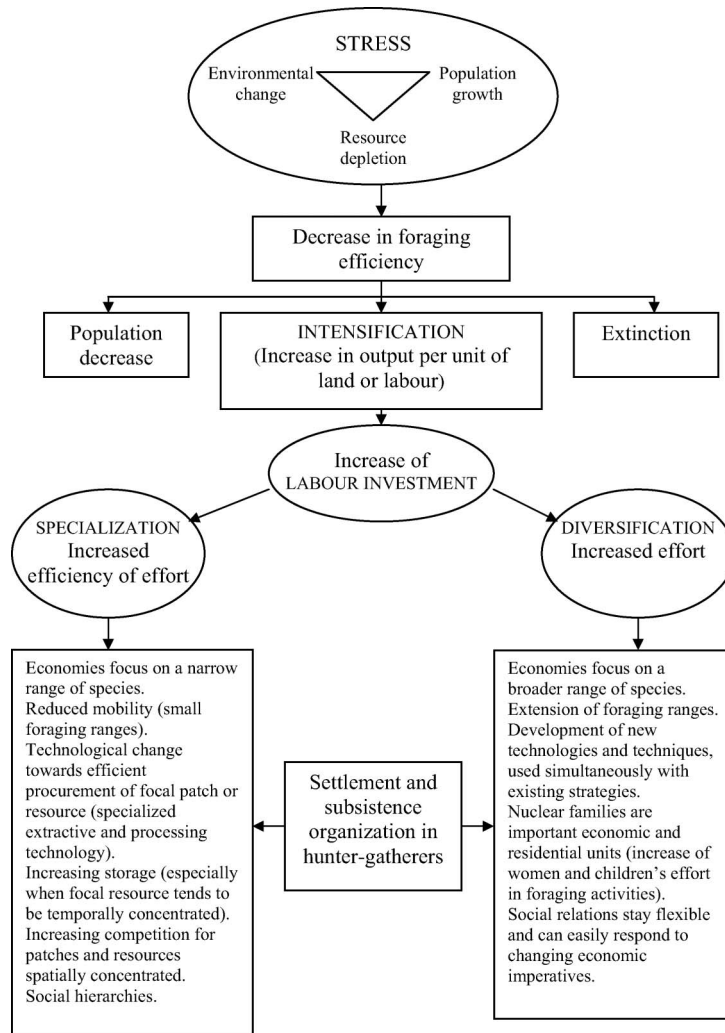 STRESS
Environmental
change
Population
growth
Resource
depletion
Decrease in foraging
efficiency
Population
decrease
INTENSIFICATION
(Increase in output per unit of
land or labour)
Extinction
Increase of
LABOUR INVESTMENT
SPECIALIZATION
Increased
efficiency of effort
DIVERSIFICATION
Increased effort
Economies focus on a narrow
range of species.
Reduced mobility (small
foraging ranges).
Technological change
towards efficient
procurement of focal patch or
resource (specialized
extractive and processing
technology).
Increasing storage (especially
when focal resource tends to
be temporally concentrated).
Increasing competition for
patches and resources
spatially concentrated.
Social hierarchies.
Settlement and
subsistence
organization in
hunter-gatherers
Economies focus on a
broader range of species.
Extension of foraging ranges.
Development of new
technologies and techniques,
used simultaneously with
existing strategies.
Nuclear families are
important economic and
residential units (increase of
women and children’s effort
in foraging activities).
Social relations stay flexible
and can easily respond to
changing economic
imperatives.